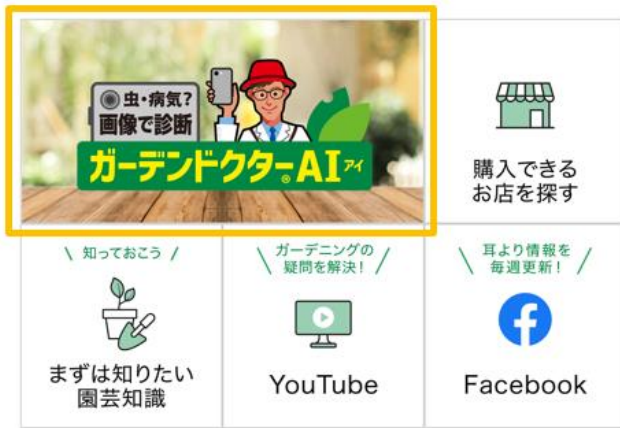 虫・病気?
画像で診断
ガーデンドクターAIアイ
®
購入できる
お店を探す
知っておこう
まずは知りたい
園芸知識
ガーデニングの
疑問を解決!
YouTube
耳より情報を
毎週更新!
Facebook